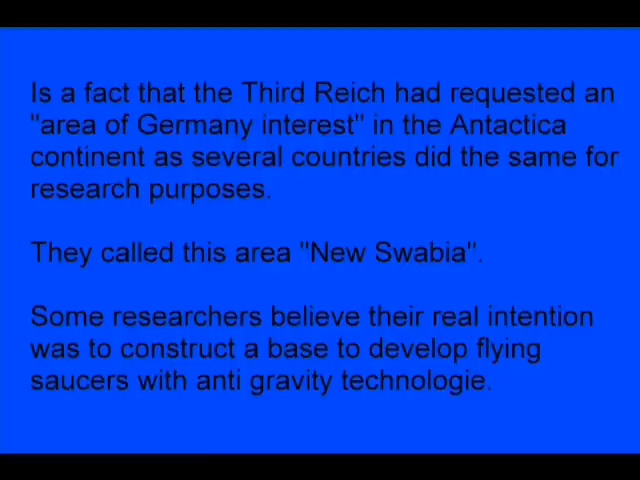 Is a fact that the Third Reich had requested an
"area of Germany interest" in the Antactica
continent as several countries did the same for
research purposes.
They called this area "New Swabia".
Some researchers believe their real intention
was to construct a base to develop flying
saucers with anti gravity technologie.